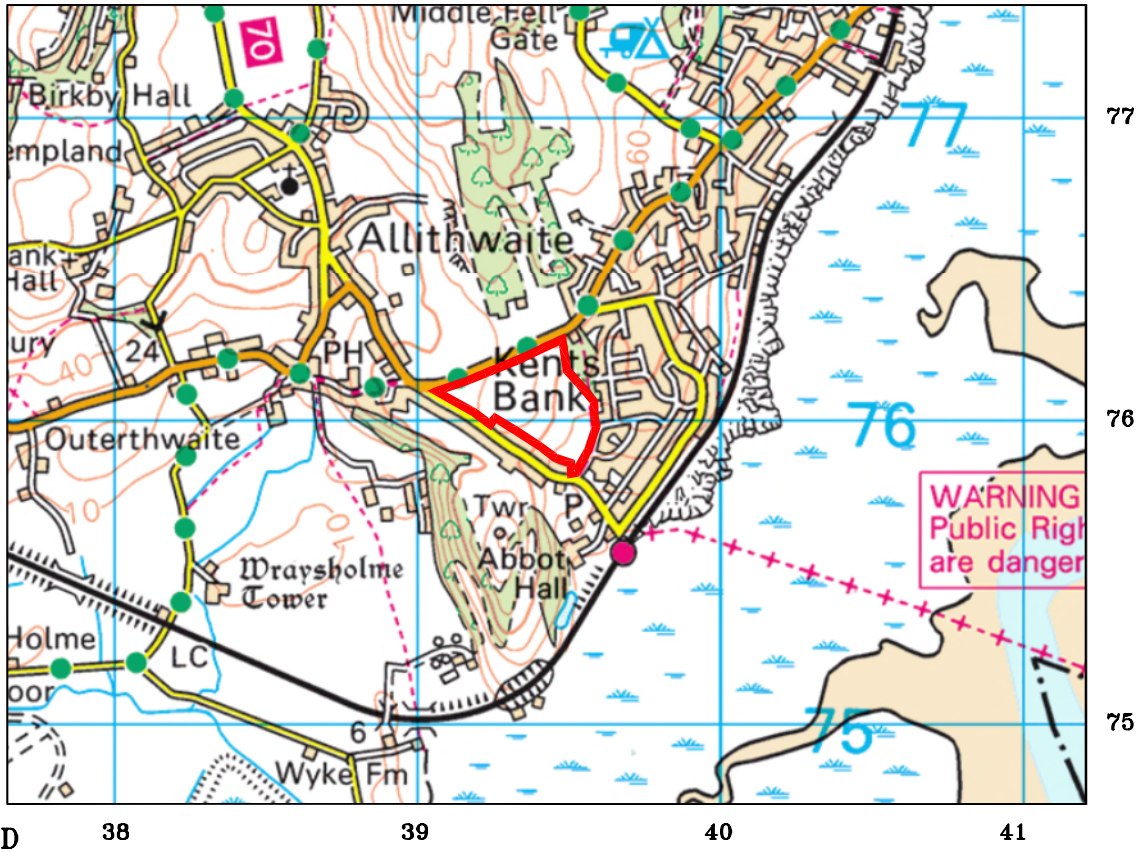 Middle Fell
Gate
70
Birkby Hall
77
77
empland
60
Allithwaite
ank
Hall
ury
24
PH
Kents
Bank
40
76
76
Outerthwaite
10
Twr
P
WARNING
Public Righ
are danger
10
Abbot
Hall
Wraysholme
Tower
Holme
LC
oor
6
75
75
Wyke Fm
D
38
39
40
41